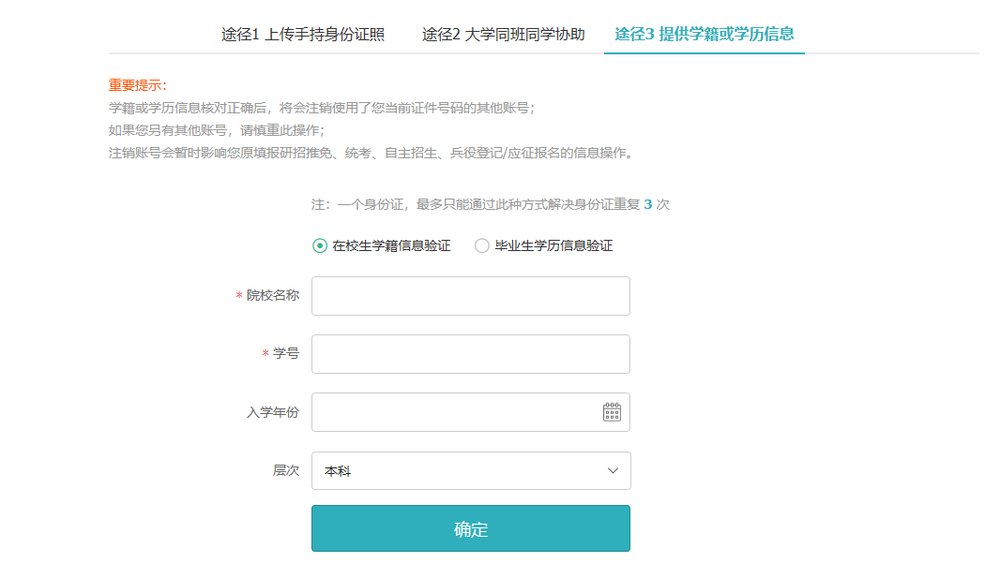 途径1 上传手持身份证照 途径2 大学同班同学协助 途径3 提供学籍或学历信息
重要提示:
学籍或学历信息核对正确后，将会注销使用了您当前证件号码的其他账号；
如果您另有其他账号，请慎重此操作；
注销账号会暂时影响您原填报研招推免、统考、自主招生、兵役登记/应征报名的信息操作。
注：一个身份证，最多只能通过此种方式解决身份证重复 3 次
在校生学籍信息验证 毕业生学历信息验证
* 院校名称
* 学号
入学年份
层次 本科
确定